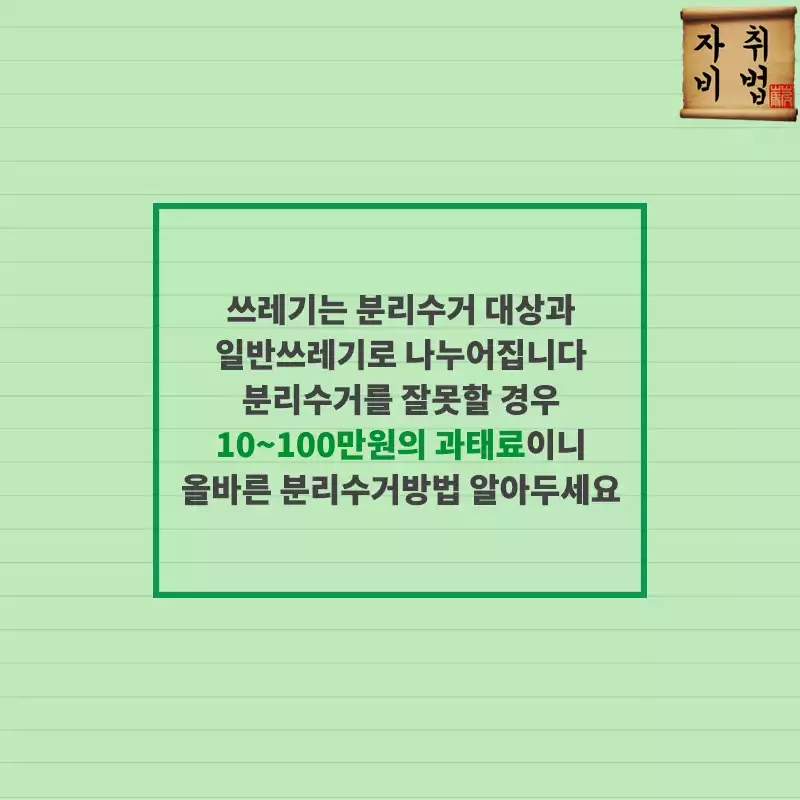 자취
비법
쓰레기는 분리수거 대상과
일반쓰레기로 나누어집니다
분리수거를 잘못할 경우
10~100만원의 과태료이니
올바른 분리수거방법 알아두세요